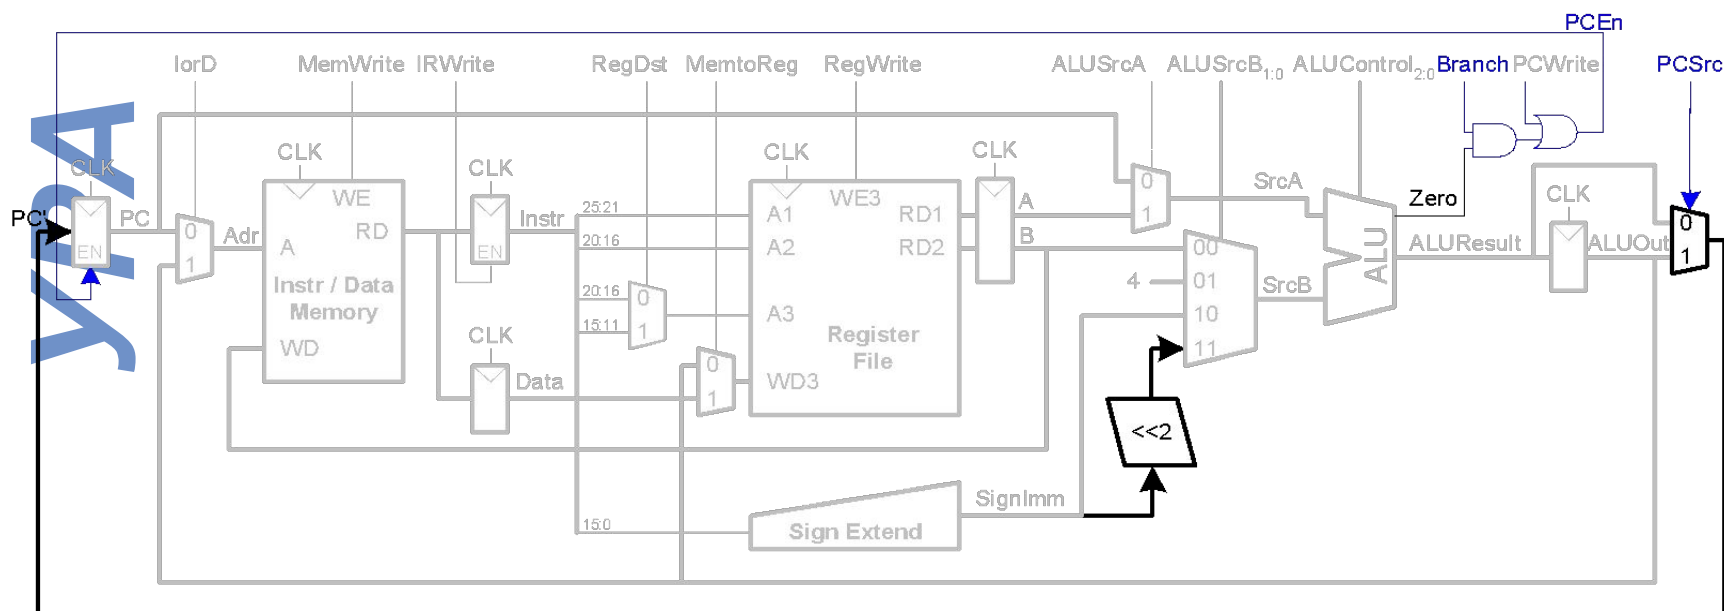 PCEn
IorD MemWrite IRWrite RegDst MemtoReg RegWrite ALUSrcA ALUSrcB1:0 ALUControl2:0 Branch PCWrite PCSrc
CLK CLK CLK CLK CLK CLK
WE WE3
PC' PC EN
0 1 Adr
A RD
Instr / Data
Memory
WD
EN Instr
CLK
Data
25:21
20:16
20:16
15:11
15:0
0 1
0 1
A1 RD1
A2 RD2
A3
Register
File
WD3
A
B
0 1
SrcA
00
4 01
10
11
SrcB
ALU
Zero
ALUResult
CLK
ALUOut
0 1
<<2
SignImm
Sign Extend